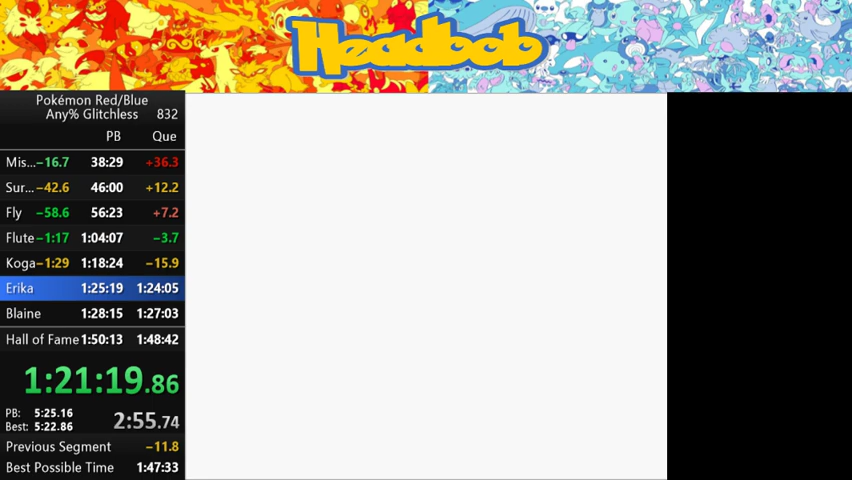 Headbob
Pokémon Red/Blue
Any% Glitchless 832
PB Que
Mis... −16.7 38:29 +36.3
Sur... −42.6 46:00 +12.2
Fly −58.6 56:23 +7.2
Flute −1:17 1:04:07 −3.7
Koga −1:29 1:18:24 −15.9
Erika 1:25:19 1:24:05
Blaine 1:28:15 1:27:03
Hall of Fame 1:50:13 1:48:42
1:21:19.86
PB: 5:25.16
Best: 5:22.86
2:55.74
Previous Segment −11.8
Best Possible Time 1:47:33